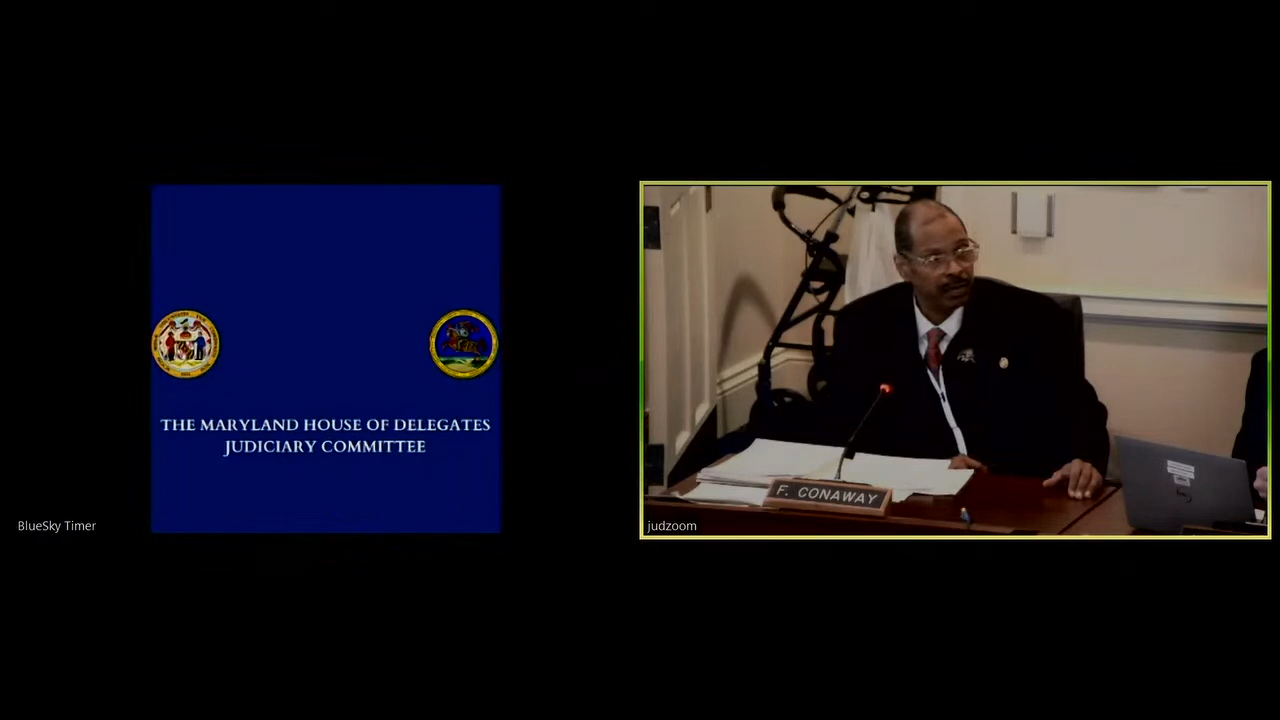 THE MARYLAND HOUSE OF DELEGATES
JUDICIARY COMMITTEE
BlueSky Timer
F. CONAWAY
judzoom